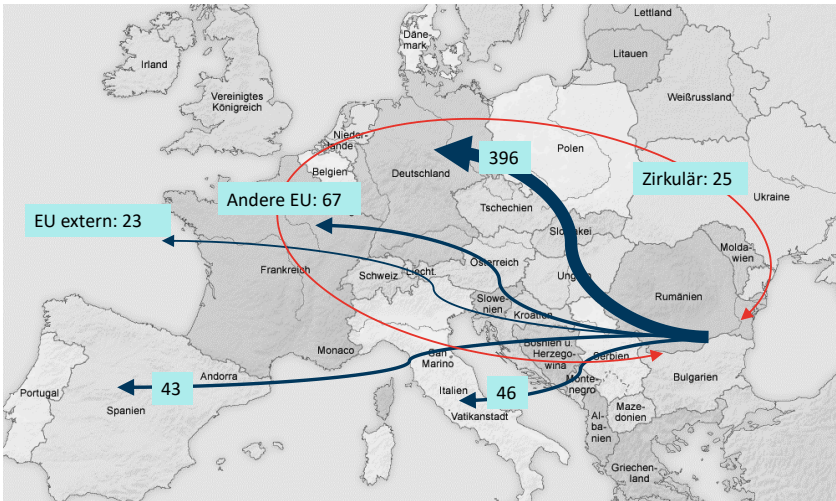 Lettland
Däne-
mark
Litauen
Irland
Vereinigtes
Königreich
Weißrussland
Nieder-
lande
Polen
396
Belgien
Deutschland
Zirkulär: 25
Andere EU: 67
Ukraine
Tschechien
EU extern: 23
Slowakei
Molda-
wien
Frankreich
Schweiz
Liecht.
Österreich
Ungarn
Rumänien
Slowe-
nien
Kroatien
Monaco
San
Marino
Bosnien u.
Herzego-
wina
Serbien
Andorra
Bulgarien
43
46
Monte-
negro
Portugal
Spanien
Italien
Vatikanstadt
Maze-
donien
Al-
ba-
nien
Griechen-
land